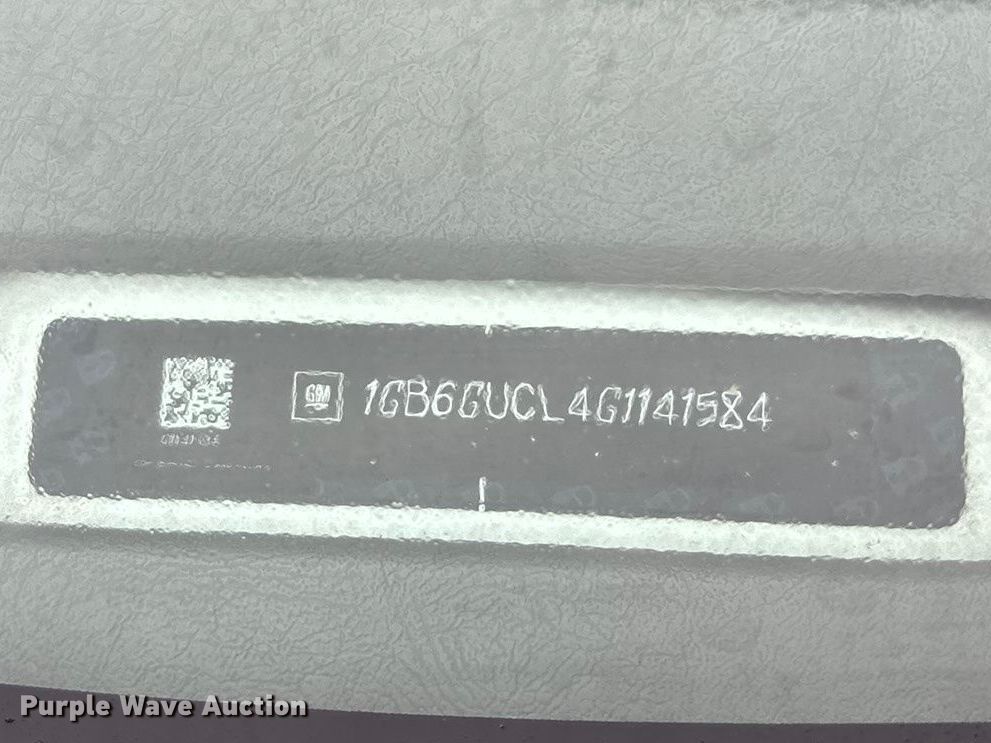 GM 1GB6GUCL4G1141584
Purple Wave Auction